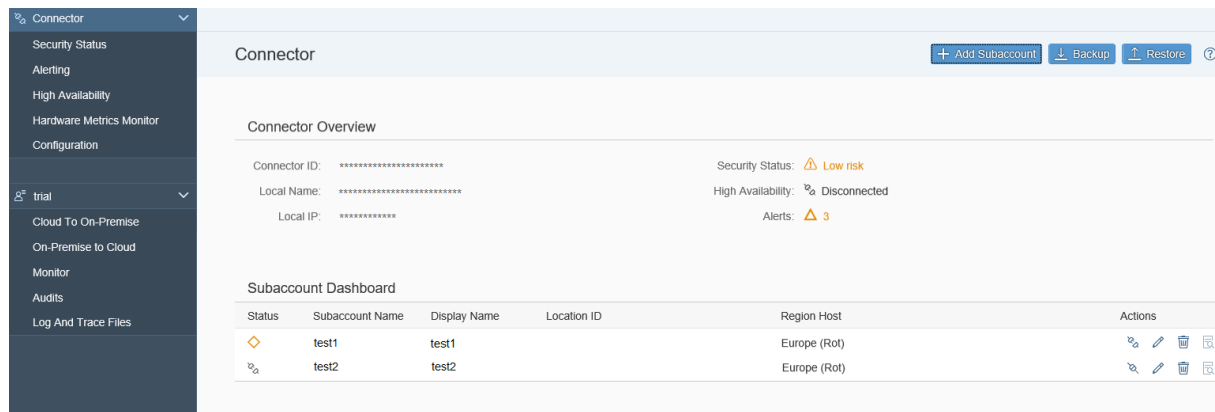 Connector
Security Status
Alerting
High Availability
Hardware Metrics Monitor
Configuration
trial
Cloud To On-Premise
On-Premise to Cloud
Monitor
Audits
Log And Trace Files
Connector
Add Subaccount Backup Restore
Connector Overview
Connector ID: **********************
Security Status: Low risk
Local Name: **************************
High Availability: Disconnected
Local IP: ************
Alerts: 3
Subaccount Dashboard
Status Subaccount Name Display Name Location ID Region Host Actions
test1 test1 Europe (Rot)
test2 test2 Europe (Rot)